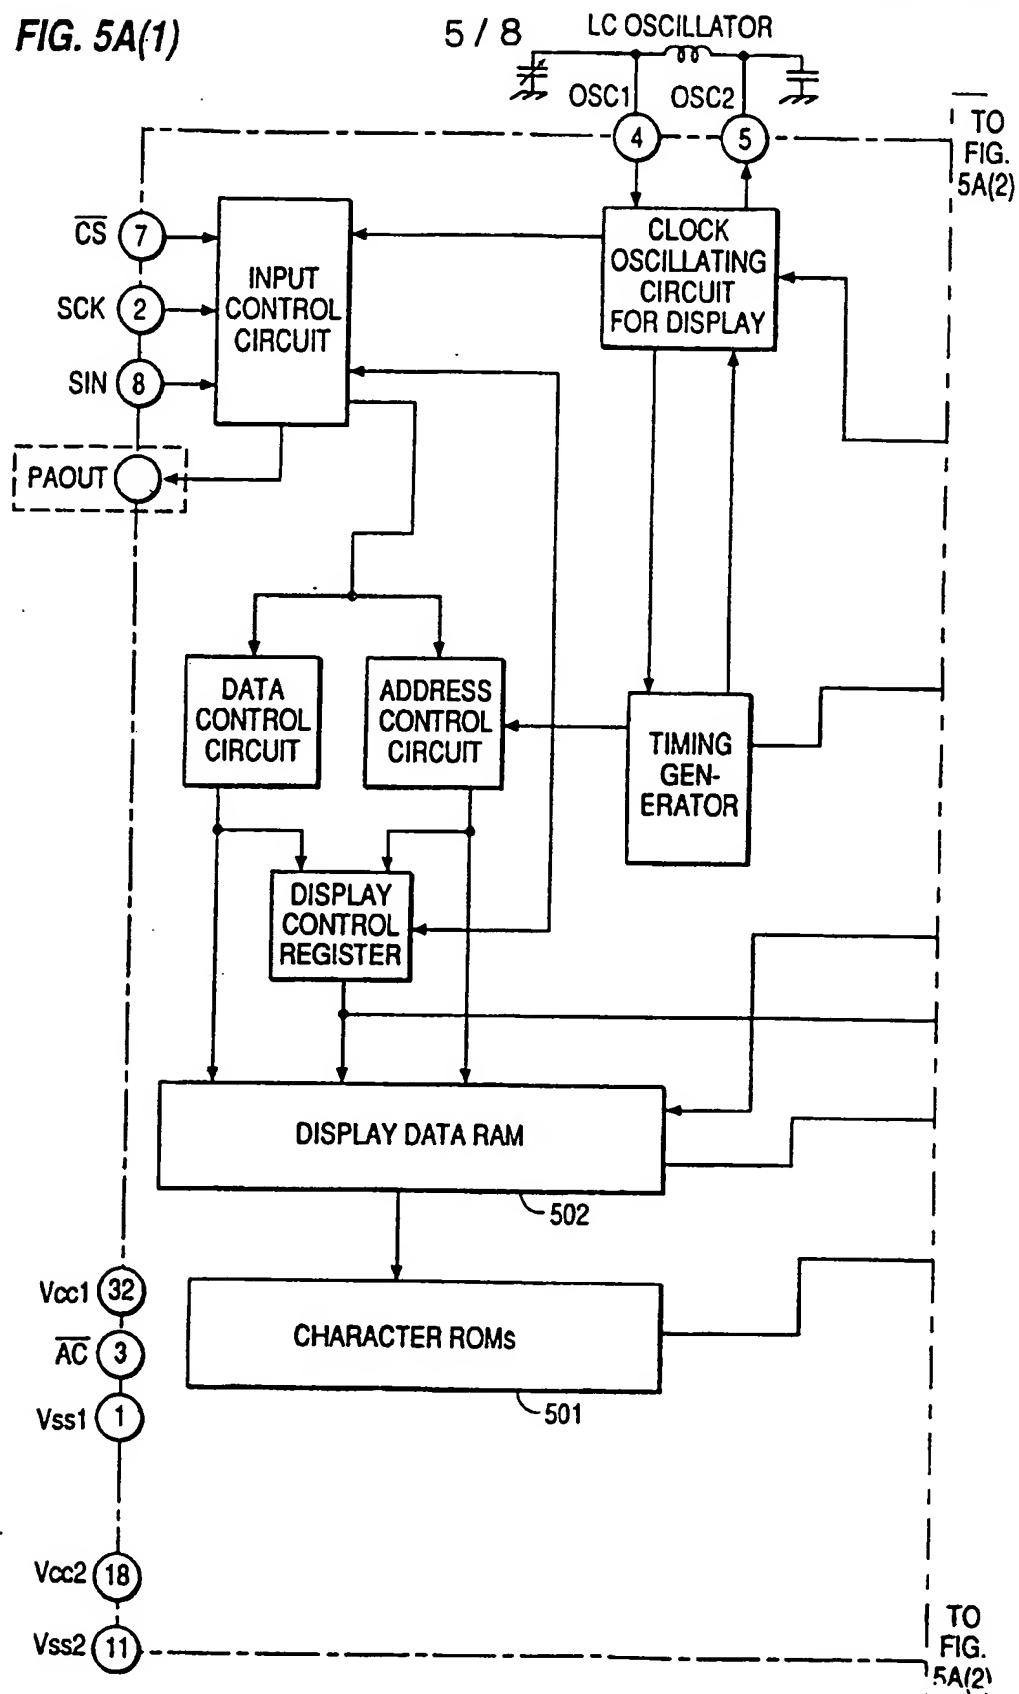 FIG. 5A(1)
5 / 8
LC OSCILLATOR
OSC1
OSC2
4
5
TO
FIG.
5A(2)
CS
7
SCK
2
SIN
8
PAOUT
INPUT
CONTROL
CIRCUIT
CLOCK
OSCILLATING
CIRCUIT
FOR DISPLAY
DATA
CONTROL
CIRCUIT
ADDRESS
CONTROL
CIRCUIT
TIMING
GEN-
ERATOR
DISPLAY
CONTROL
REGISTER
DISPLAY DATA RAM
502
Vcc1
32
AC
3
Vss1
1
CHARACTER ROMs
501
Vcc2
18
Vss2
11
TO
FIG.
5A(2)